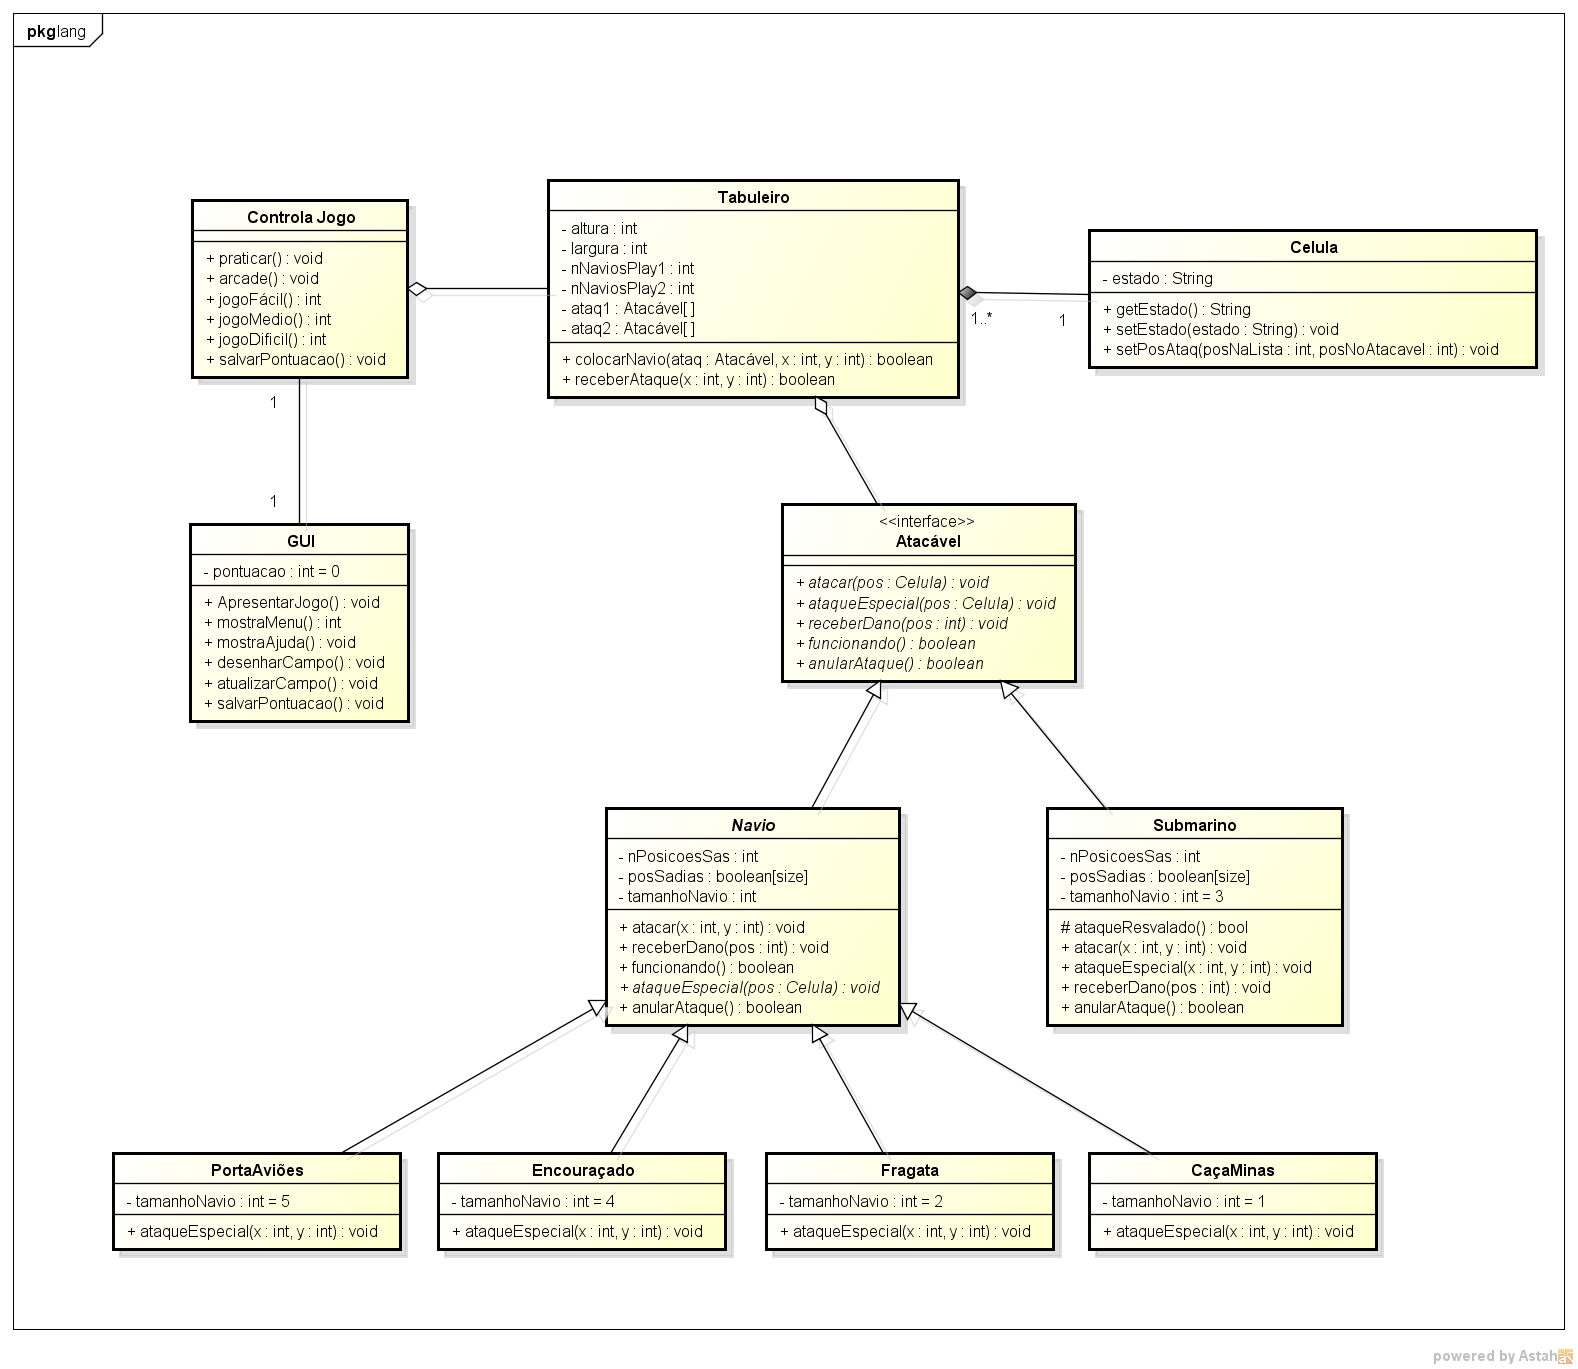 pkg lang
Controla Jogo
+ praticar() : void
+ arcade() : void
+ jogoFácil() : int
+ jogoMedio() : int
+ jogoDificil() : int
+ salvarPontuacao() : void
Tabuleiro
- altura : int
- largura : int
- nNaviosPlay1 : int
- nNaviosPlay2 : int
- ataq1 : Atacável[ ]
- ataq2 : Atacável[ ]
+ colocarNavio(ataq : Atacável, x : int, y : int) : boolean
+ receberAtaque(x : int, y : int) : boolean
1..*
1
Celula
- estado : String
+ getEstado() : String
+ setEstado(estado : String) : void
+ setPosAtaq(posNaLista : int, posNoAtacavel : int) : void
1
1
GUI
- pontuacao : int = 0
+ ApresentarJogo() : void
+ mostraMenu() : int
+ mostraAjuda() : void
+ desenharCampo() : void
+ atualizarCampo() : void
+ salvarPontuacao() : void
<<interface>>
Atacável
+ atacar(pos : Celula) : void
+ ataqueEspecial(pos : Celula) : void
+ receberDano(pos : int) : void
+ funcionando() : boolean
+ anularAtaque() : boolean
Navio
- nPosicoesSas : int
- posSadias : boolean[size]
- tamanhoNavio : int
+ atacar(x : int, y : int) : void
+ receberDano(pos : int) : void
+ funcionando() : boolean
+ ataqueEspecial(pos : Celula) : void
+ anularAtaque() : boolean
Submarino
- nPosicoesSas : int
- posSadias : boolean[size]
- tamanhoNavio : int = 3
# ataqueResvalado() : bool
+ atacar(x : int, y : int) : void
+ ataqueEspecial(x : int, y : int) : void
+ receberDano(pos : int) : void
+ anularAtaque() : boolean
PortaAviões
- tamanhoNavio : int = 5
+ ataqueEspecial(x : int, y : int) : void
Encouraçado
- tamanhoNavio : int = 4
+ ataqueEspecial(x : int, y : int) : void
Fragata
- tamanhoNavio : int = 2
+ ataqueEspecial(x : int, y : int) : void
CaçaMinas
- tamanhoNavio : int = 1
+ ataqueEspecial(x : int, y : int) : void
powered by Astah